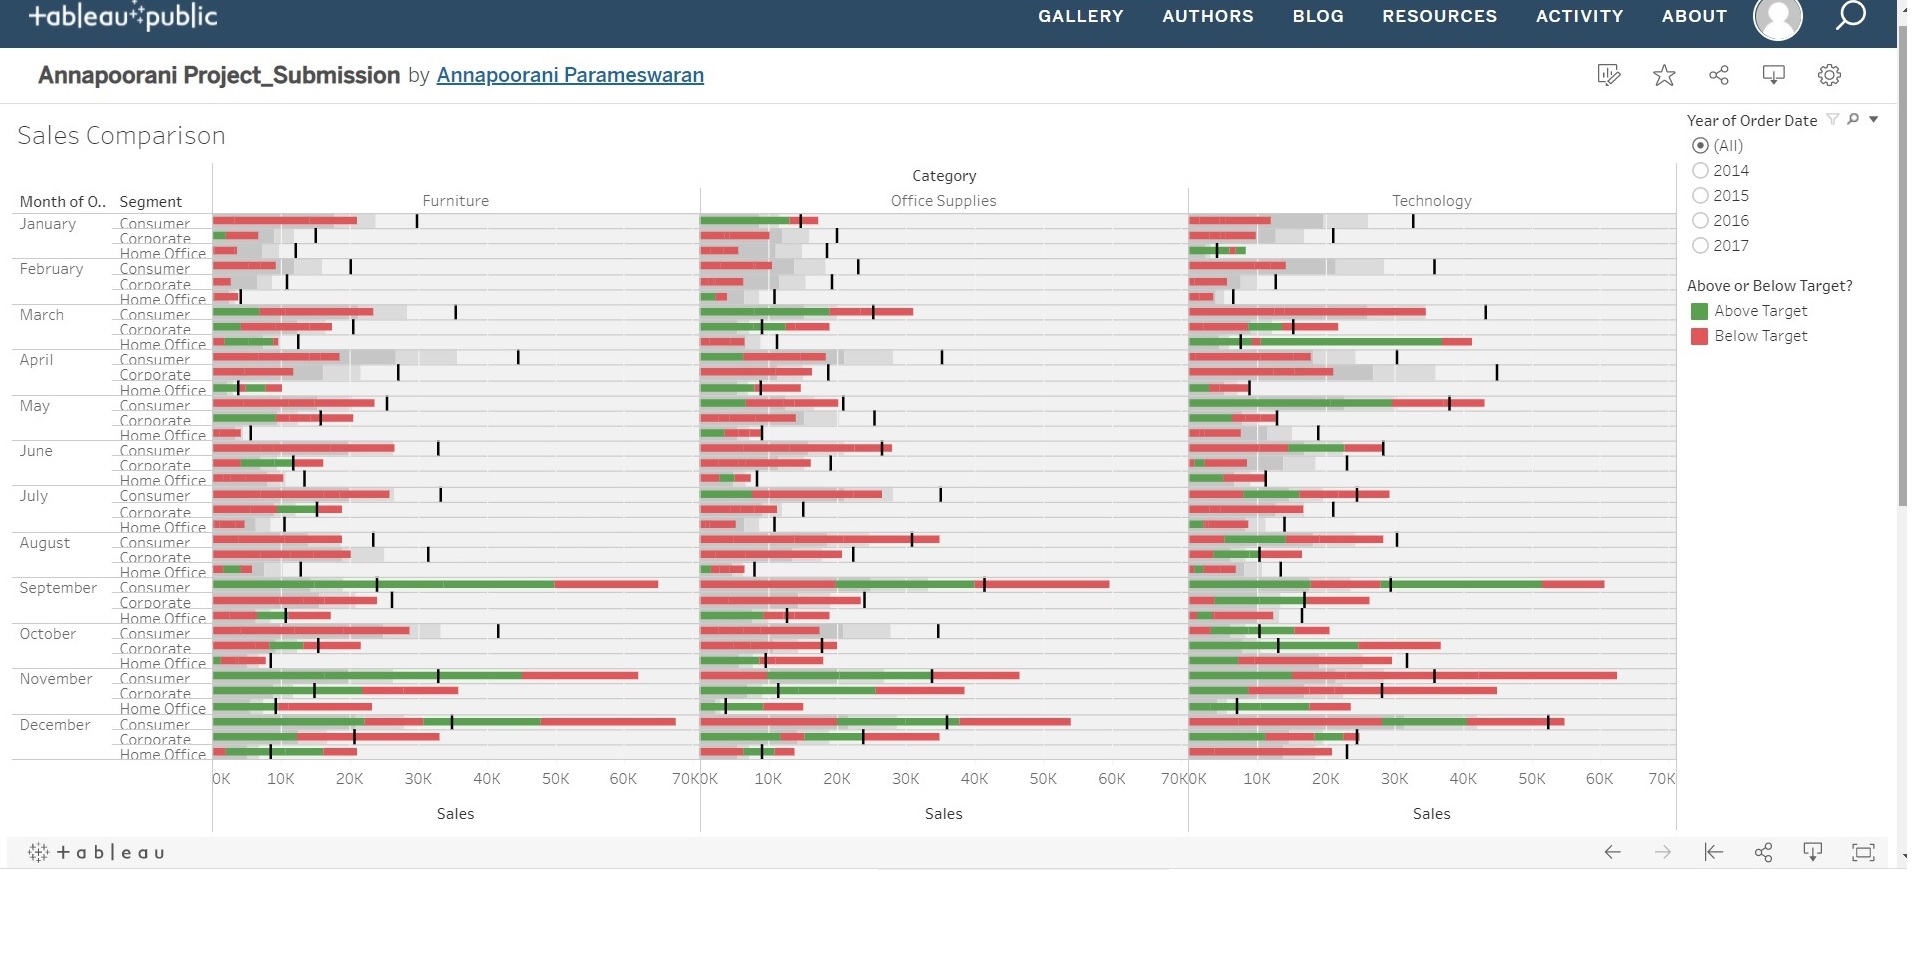 +ableau public
GALLERY AUTHORS BLOG RESOURCES ACTIVITY ABOUT
Annapoorani Project_Submission by Annapoorani Parameswaran
Sales Comparison
Category
Month of O.. Segment Furniture Office Supplies Technology
January Consumer
Corporate
Home Office
February Consumer
Corporate
Home Office
March Consumer
Corporate
Home Office
April Consumer
Corporate
Home Office
May Consumer
Corporate
Home Office
June Consumer
Corporate
Home Office
July Consumer
Corporate
Home Office
August Consumer
Corporate
Home Office
September Consumer
Corporate
Home Office
October Consumer
Corporate
Home Office
November Consumer
Corporate
Home Office
December Consumer
Corporate
Home Office
0K 10K 20K 30K 40K 50K 60K 70K 0K 10K 20K 30K 40K 50K 60K 70K 0K 10K 20K 30K 40K 50K 60K 70K
Sales Sales Sales
Year of Order Date
(All)
2014
2015
2016
2017
Above or Below Target?
Above Target
Below Target
+ableau